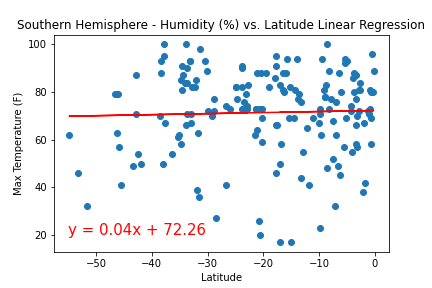 Southern Hemisphere - Humidity (%) vs. Latitude Linear Regression
100
80
60
40
20
Max Temperature (F)
y = 0.04x + 72.26
−50
−40
−30
−20
−10
0
Latitude